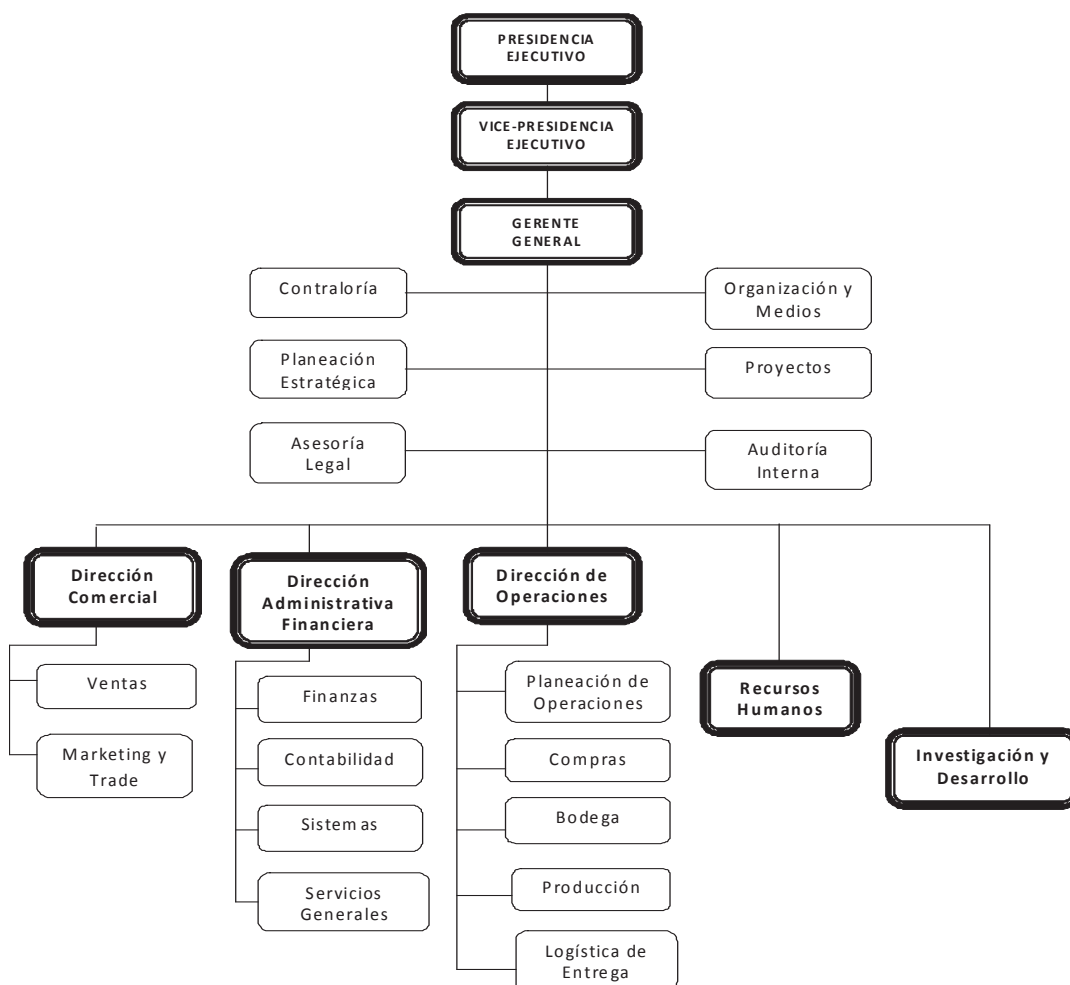 PRESIDENCIA
EJECUTIVO
VICE-PRESIDENCIA
EJECUTIVO
GERENTE
GENERAL
Contraloría
Organización y
Medios
Planeación
Estratégica
Proyectos
Asesoría
Legal
Auditoría
Interna
Dirección
Comercial
Ventas
Marketing y
Trade
Dirección
Administrativa
Financiera
Finanzas
Contabilidad
Sistemas
Servicios
Generales
Dirección de
Operaciones
Planeación de
Operaciones
Compras
Bodega
Producción
Logística de
Entrega
Recursos
Humanos
Investigación y
Desarrollo